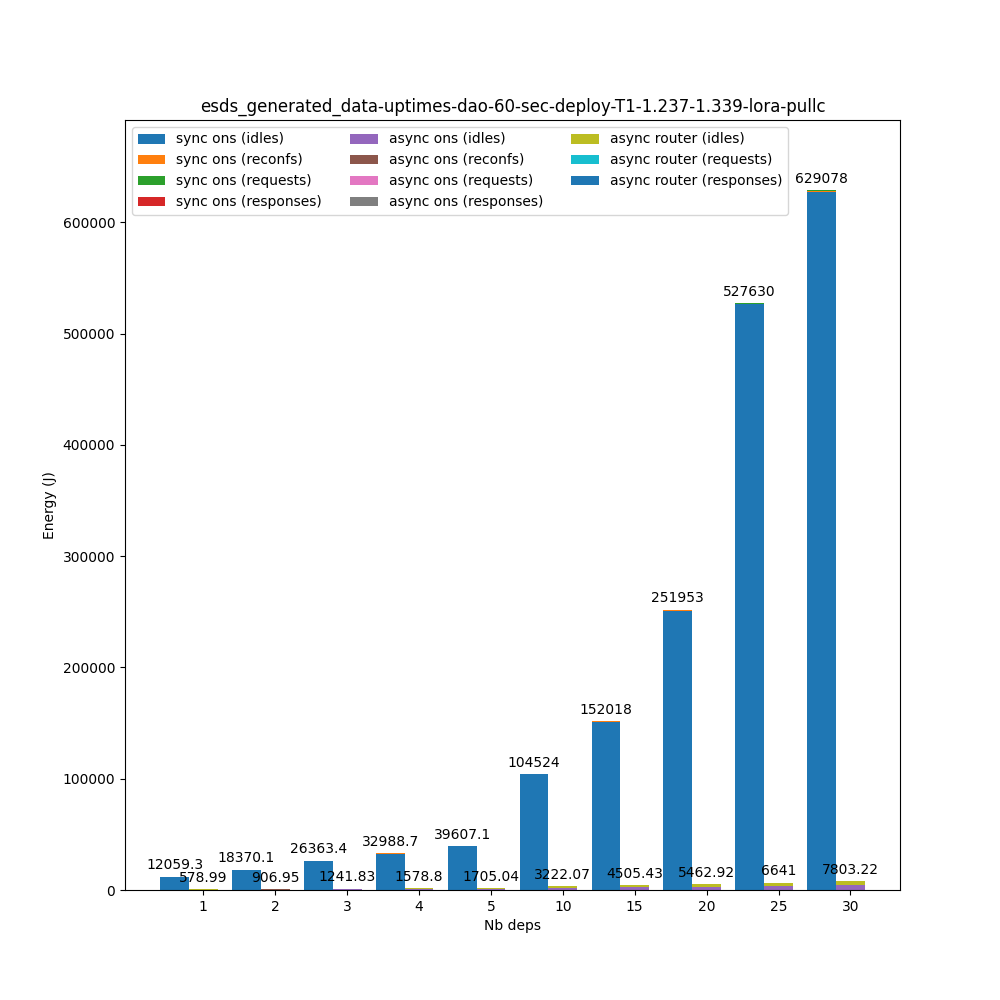 esds_generated_data-uptimes-dao-60-sec-deploy-T1-1.237-1.339-lora-pullc
sync ons (idles)
sync ons (reconfs)
sync ons (requests)
sync ons (responses)
async ons (idles)
async ons (reconfs)
async ons (requests)
async ons (responses)
async router (idles)
async router (requests)
async router (responses)
Energy (J)
600000
500000
400000
300000
200000
100000
0
12059.3
18370.1
26363.4
32988.7
39607.1
104524
152018
251953
527630
629078
578.99
906.95
1241.83
1578.8
1705.04
3222.07
4505.43
5462.92
6641
7803.22
1 2 3 4 5 10 15 20 25 30
Nb deps